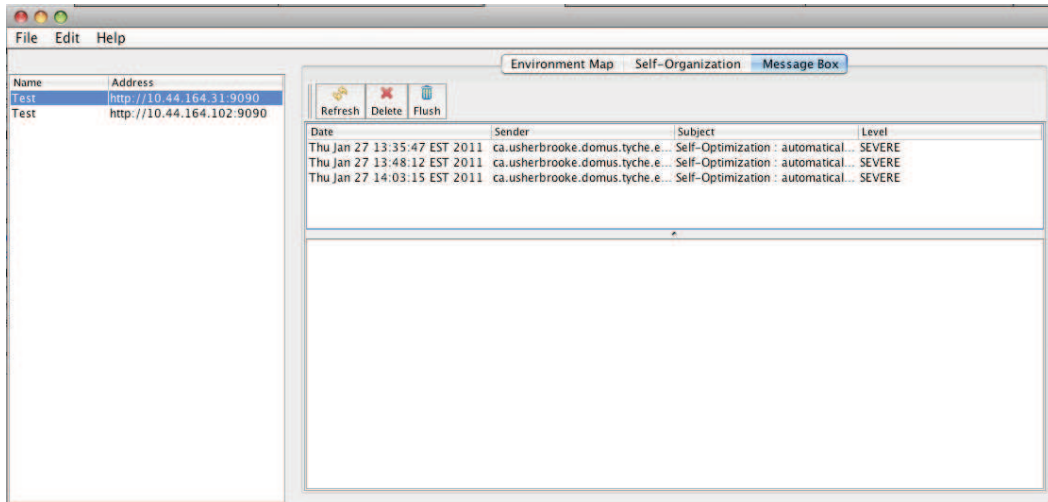 File Edit Help
Environment Map Self-Organization Message Box
Name Address
Test http://10.44.164.31:9090
Test http://10.44.164.102:9090
Refresh Delete Flush
Date Sender Subject Level
Thu Jan 27 13:35:47 EST 2011 ca.usherbrooke.domus.tyche.e... Self-Optimization : automatical... SEVERE
Thu Jan 27 13:48:12 EST 2011 ca.usherbrooke.domus.tyche.e... Self-Optimization : automatical... SEVERE
Thu Jan 27 14:03:15 EST 2011 ca.usherbrooke.domus.tyche.e... Self-Optimization : automatical... SEVERE